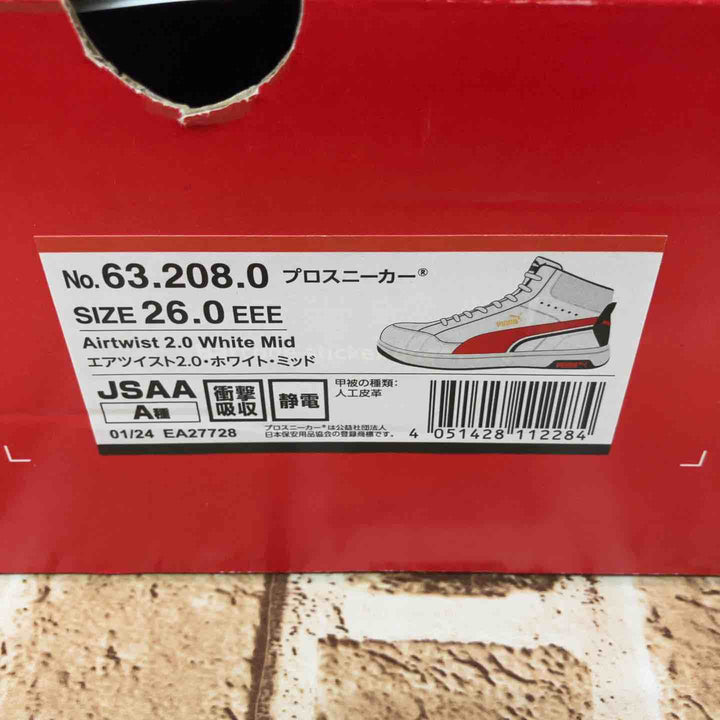 No. 63.208.0 プロスニーカー®
SIZE 26.0 EEE
Airtwist 2.0 White Mid
エアツイスト2.0・ホワイト・ミッド
JSAA
A種
衝撃
吸収
静電
甲被の種類:
人工皮革
01/24 EA27728
プロスニーカー®は公益社団法人
日本保安用品協会の登録商標です。
4 051428 112284
PUMA